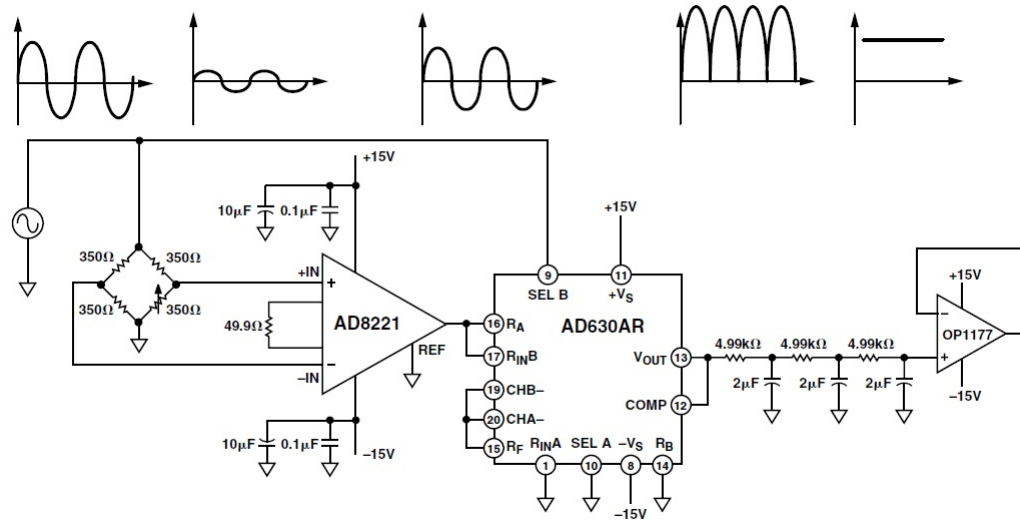 +15V
10μF 0.1μF
+15V
350Ω 350Ω
350Ω 350Ω
+IN
+
49.9Ω
AD8221
REF
−
–IN
10μF 0.1μF
–15V
9
SEL B
11
+VS
AD630AR
16 RA
17 RINB
19 CHB–
20 CHA–
15 RF
RINA SEL A –VS RB
1 10 8 14
–15V
VOUT 13
COMP 12
4.99kΩ 4.99kΩ 4.99kΩ
2μF 2μF 2μF
+15V
−
OP1177
+
–15V